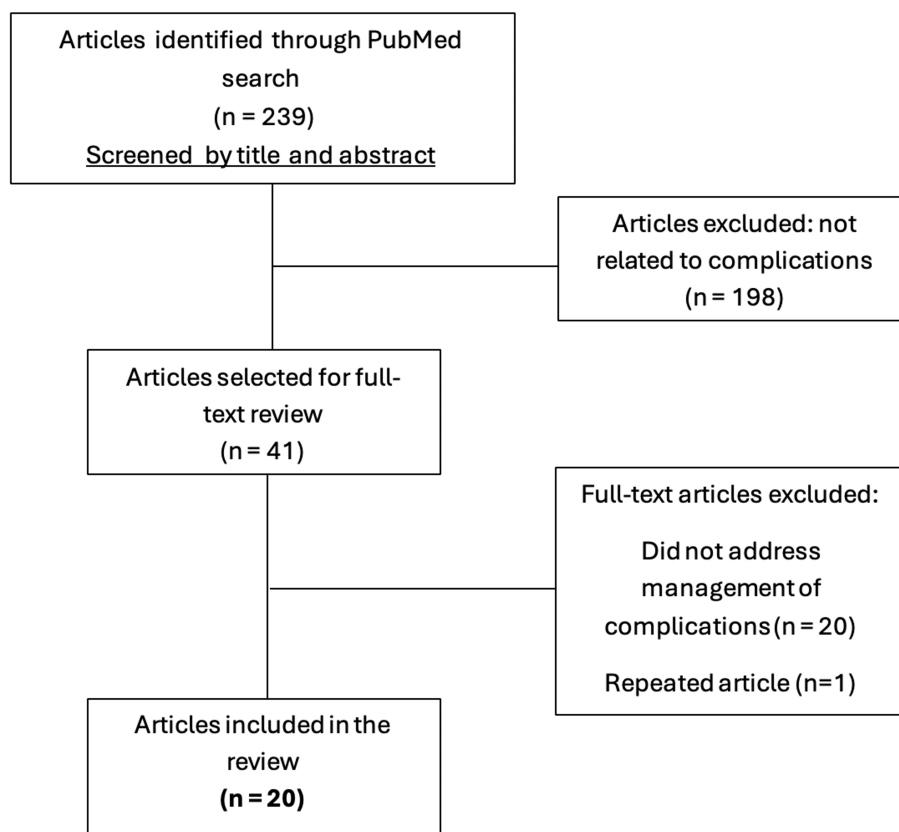 Articles identified through PubMed
search
(n = 239)
Screened by title and abstract
Articles excluded: not
related to complications
(n = 198)
Articles selected for full-
text review
(n = 41)
Full-text articles excluded:
Did not address
management of
complications (n = 20)
Repeated article (n=1)
Articles included in the
review
(n = 20)